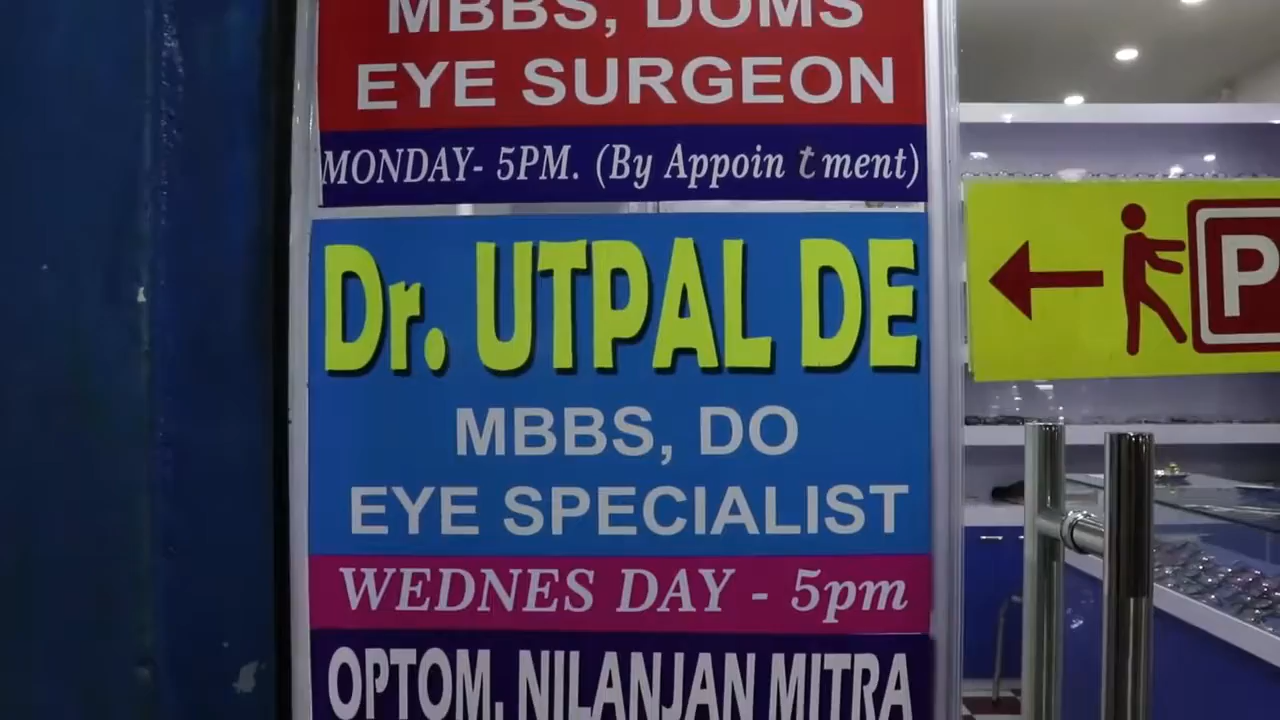 MBBS, DOMS
EYE SURGEON
MONDAY- 5PM. (By Appoin tment)
Dr. UTPAL DE
MBBS, DO
EYE SPECIALIST
WEDNES DAY - 5pm
OPTOM. NILANJAN MITRA
P